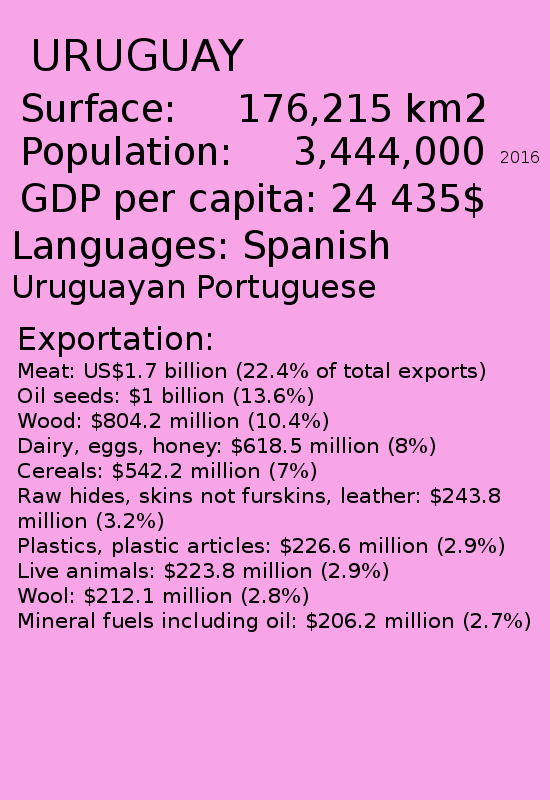 URUGUAY
Surface: 176,215 km2
Population: 3,444,000 2016
GDP per capita: 24 435$
Languages: Spanish
Uruguayan Portuguese
Exportation:
Meat: US$1.7 billion (22.4% of total exports)
Oil seeds: $1 billion (13.6%)
Wood: $804.2 million (10.4%)
Dairy, eggs, honey: $618.5 million (8%)
Cereals: $542.2 million (7%)
Raw hides, skins not furskins, leather: $243.8
million (3.2%)
Plastics, plastic articles: $226.6 million (2.9%)
Live animals: $223.8 million (2.9%)
Wool: $212.1 million (2.8%)
Mineral fuels including oil: $206.2 million (2.7%)